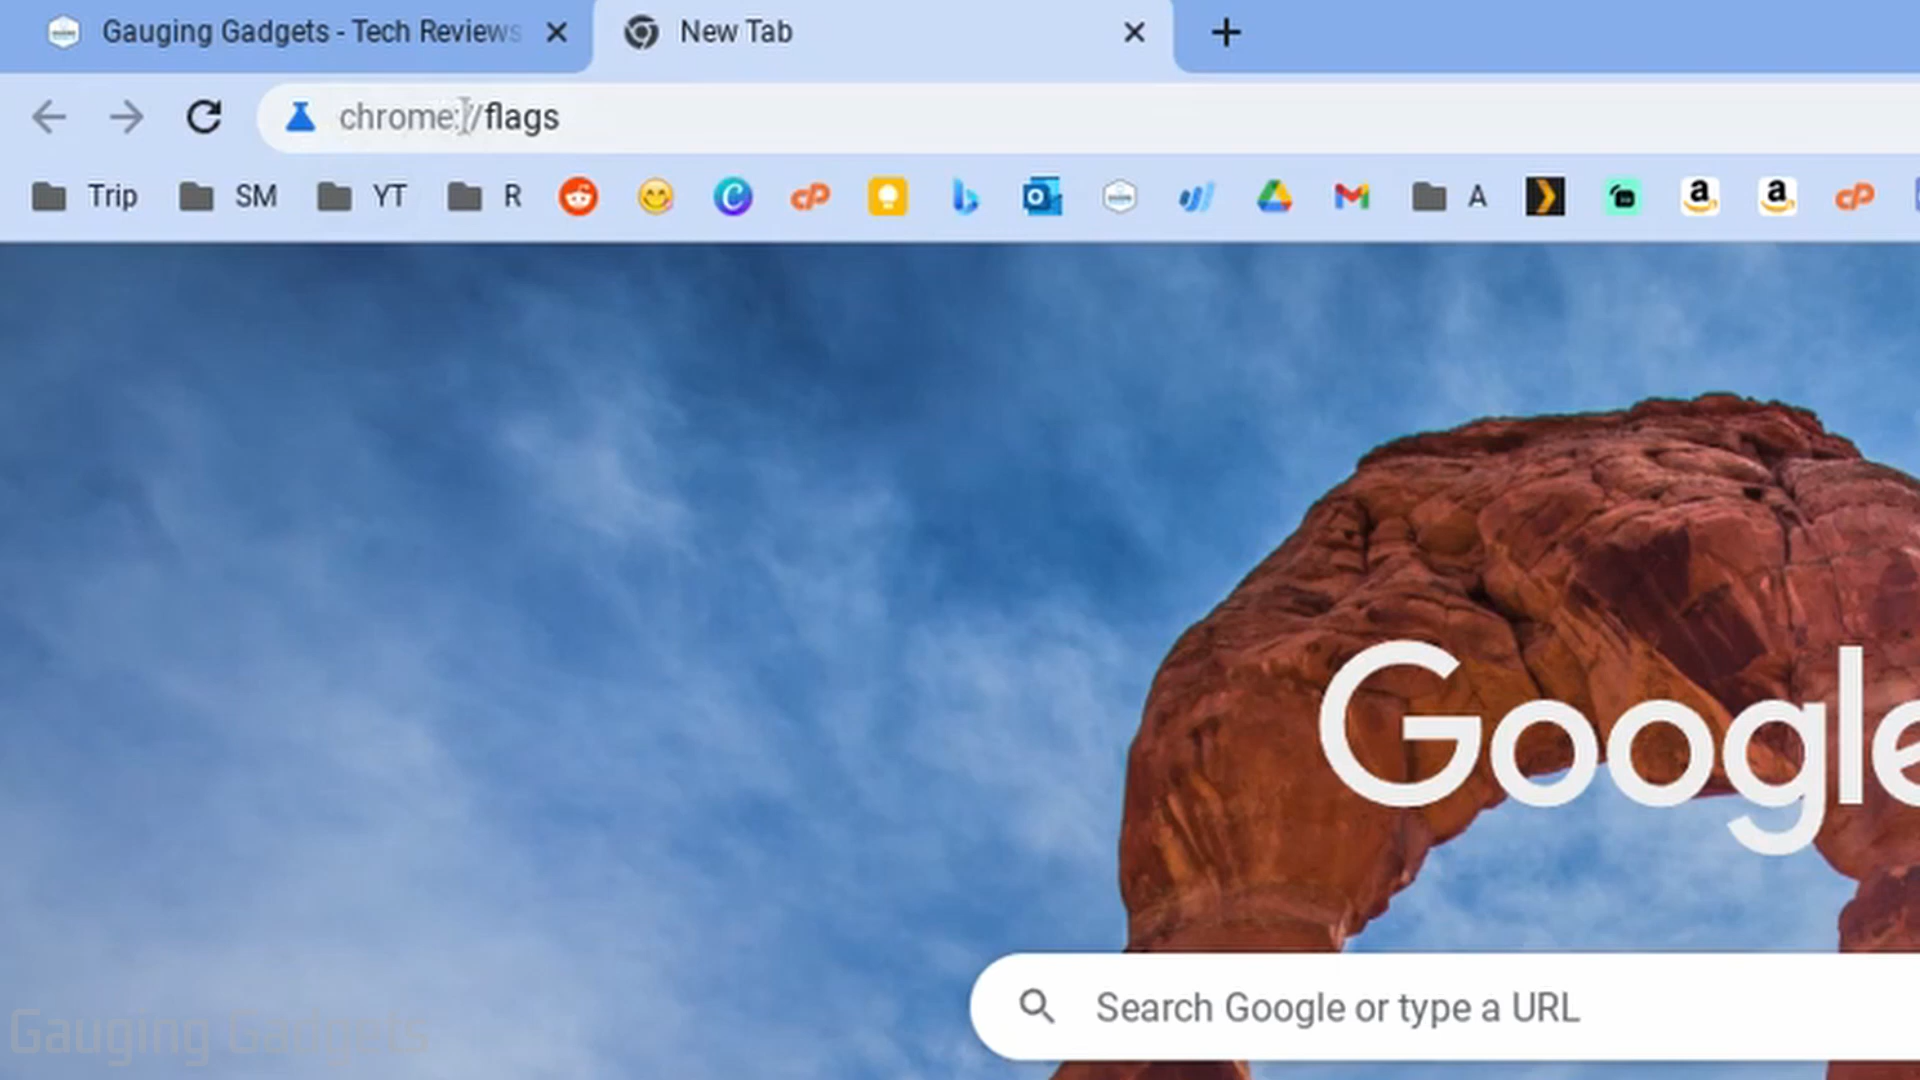 Gauging Gadgets - Tech Reviews
New Tab
chrome://flags
Trip
SM
YT
R
A
Google
Search Google or type a URL
Gauging Gadgets